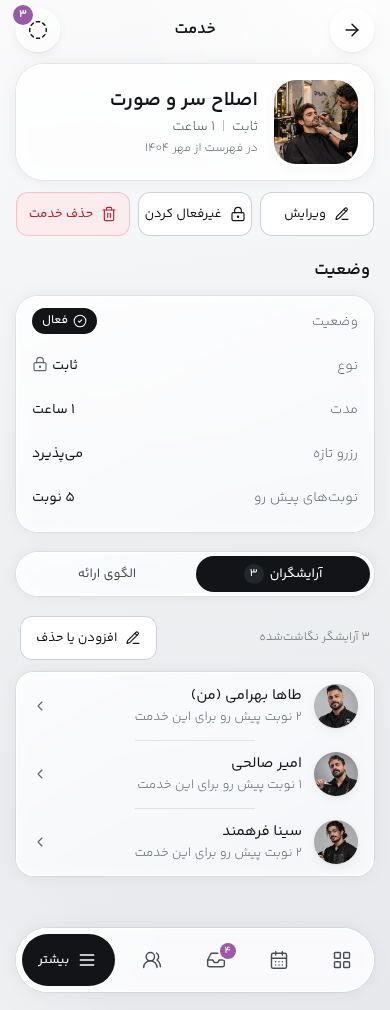 خدمت
۳
اصلاح سر و صورت
ثابت | ۱ ساعت
در فهرست از مهر ۱۴۰۴
ویرایش
غیرفعال کردن
حذف خدمت
وضعیت
وضعیت فعال
نوع ثابت
مدت ۱ ساعت
رزرو تازه می‌پذیرد
نوبت‌های پیش رو ۵ نوبت
آرایشگران ۳
الگوی ارائه
۳ آرایشگر نگاشت‌شده
افزودن یا حذف
طاها بهرامی (من)
۲ نوبت پیش رو برای این خدمت
امیر صالحی
۱ نوبت پیش رو برای این خدمت
سینا فرهمند
۲ نوبت پیش رو برای این خدمت
۴
بیشتر